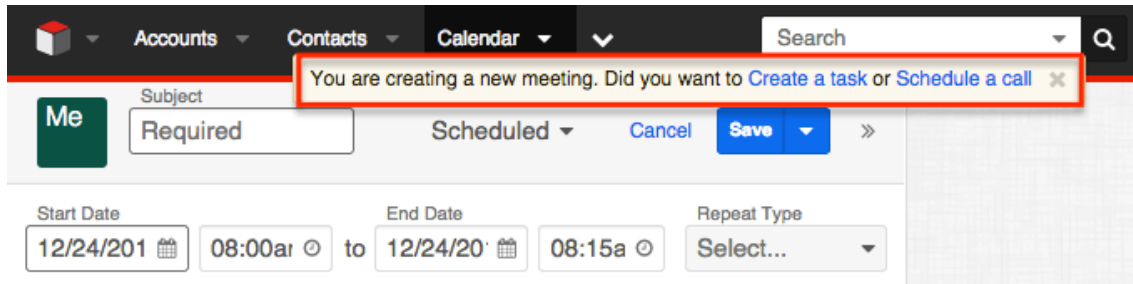 Accounts Contacts Calendar Search
You are creating a new meeting. Did you want to Create a task or Schedule a call
Subject
Me Required Scheduled Cancel Save
Start Date End Date Repeat Type
12/24/201 08:00ar to 12/24/20 08:15a Select...